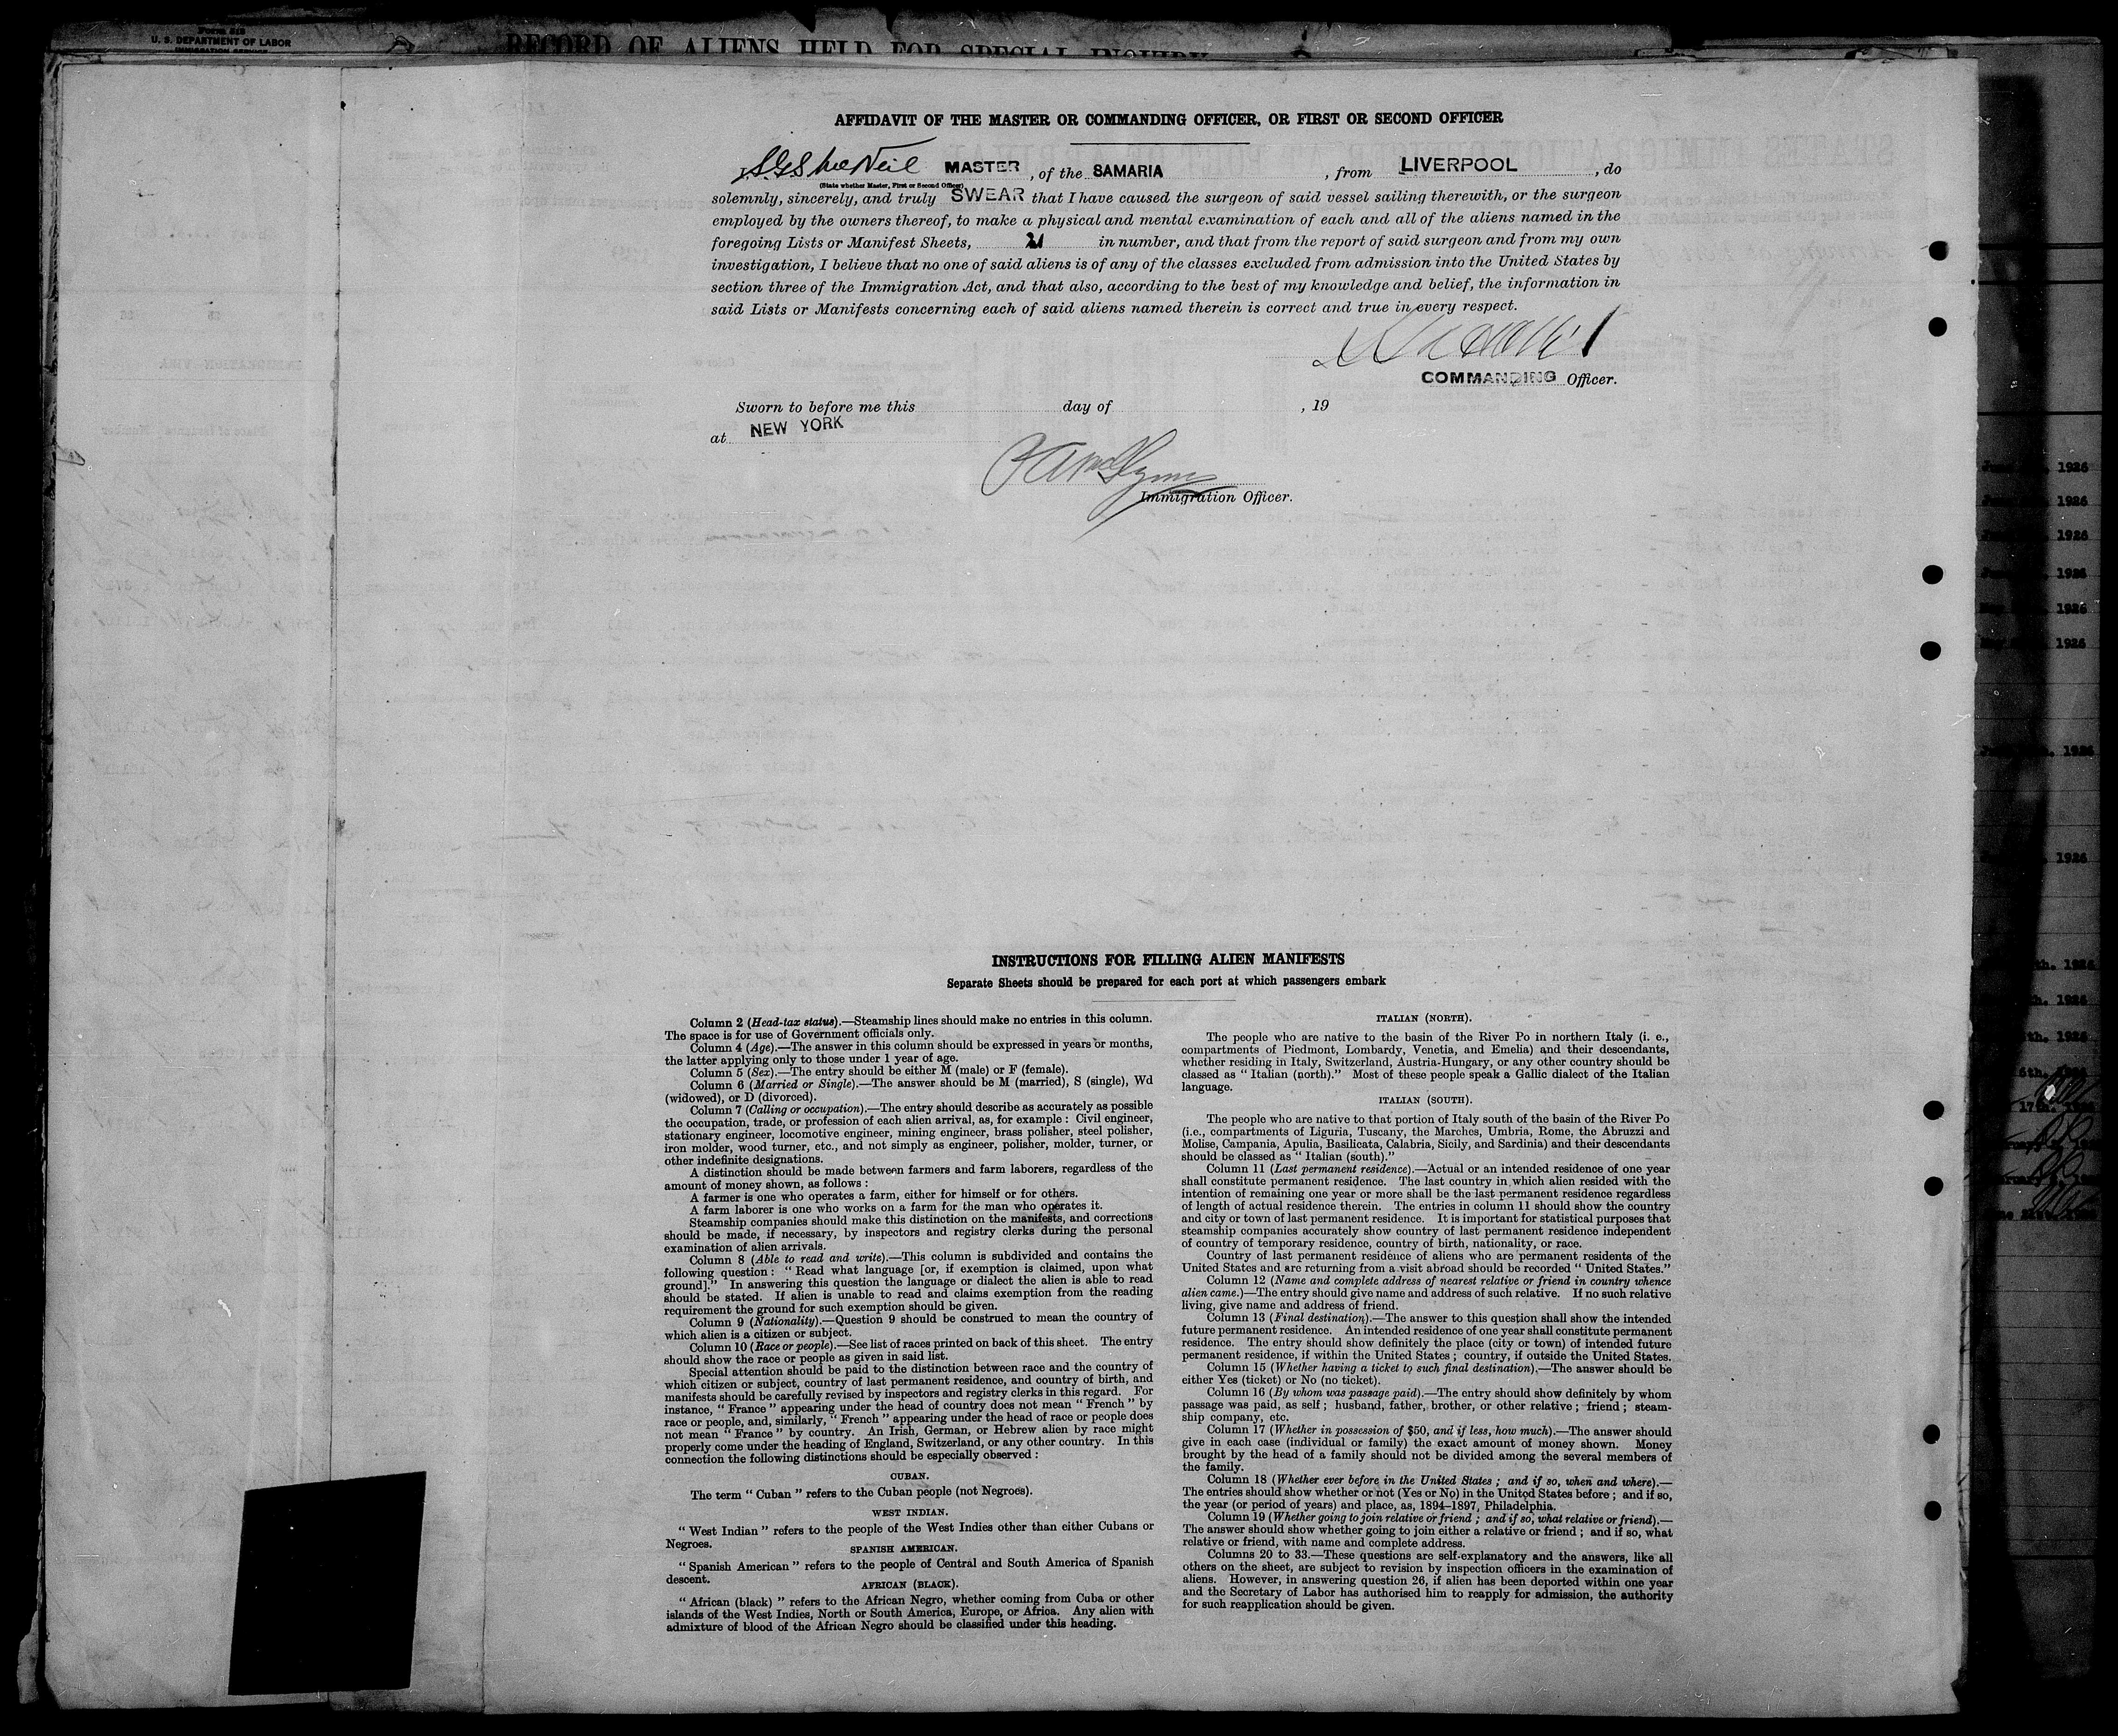 U. S. DEPARTMENT OF LABOR
RECORD OF ALIENS HELD FOR SPECIAL INQUIRY
AFFIDAVIT OF THE MASTER OR COMMANDING OFFICER, OR FIRST OR SECOND OFFICER
S.G.S. McNeil MASTER, of the SAMARIA, from LIVERPOOL, do
(State whether Master, First or Second Officer)
solemnly, sincerely, and truly SWEAR that I have caused the surgeon of said vessel sailing therewith, or the surgeon
employed by the owners thereof, to make a physical and mental examination of each and all of the aliens named in the
foregoing Lists or Manifest Sheets, 21 in number, and that from the report of said surgeon and from my own
investigation, I believe that no one of said aliens is of any of the classes excluded from admission into the United States by
section three of the Immigration Act, and that also, according to the best of my knowledge and belief, the information in
said Lists or Manifests concerning each of said aliens named therein is correct and true in every respect.
COMMANDING Officer.
Sworn to before me this day of , 19
at NEW YORK
Immigration Officer.
INSTRUCTIONS FOR FILLING ALIEN MANIFESTS
Separate Sheets should be prepared for each port at which passengers embark
Column 2 (Head-tax status).—Steamship lines should make no entries in this column.
The space is for use of Government officials only.
Column 4 (Age).—The answer in this column should be expressed in years or months,
the latter applying only to those under 1 year of age.
Column 5 (Sex).—The entry should be either M (male) or F (female).
Column 6 (Married or Single).—The answer should be M (married), S (single), Wd
(widowed), or D (divorced).
Column 7 (Calling or occupation).—The entry should describe as accurately as possible
the occupation, trade, or profession of each alien arrival, as, for example : Civil engineer,
stationary engineer, locomotive engineer, mining engineer, brass polisher, steel polisher,
iron molder, wood turner, etc., and not simply as engineer, polisher, molder, turner, or
other indefinite designations.
A distinction should be made between farmers and farm laborers, regardless of the
amount of money shown, as follows :
A farmer is one who operates a farm, either for himself or for others.
A farm laborer is one who works on a farm for the man who operates it.
Steamship companies should make this distinction on the manifests, and corrections
should be made, if necessary, by inspectors and registry clerks during the personal
examination of alien arrivals.
Column 8 (Able to read and write).—This column is subdivided and contains the
following question : " Read what language [or, if exemption is claimed, upon what
ground]." In answering this question the language or dialect the alien is able to read
should be stated. If alien is unable to read and claims exemption from the reading
requirement the ground for such exemption should be given.
Column 9 (Nationality).—Question 9 should be construed to mean the country of
which alien is a citizen or subject.
Column 10 (Race or people).—See list of races printed on back of this sheet. The entry
should show the race or people as given in said list.
Special attention should be paid to the distinction between race and the country of
which citizen or subject, country of last permanent residence, and country of birth, and
manifests should be carefully revised by inspectors and registry clerks in this regard. For
instance, " France " appearing under the head of country does not mean " French " by
race or people, and, similarly, " French " appearing under the head of race or people does
not mean " France " by country. An Irish, German, or Hebrew alien by race might
properly come under the heading of England, Switzerland, or any other country. In this
connection the following distinctions should be especially observed :
CUBAN.
The term " Cuban " refers to the Cuban people (not Negroes).
WEST INDIAN.
" West Indian " refers to the people of the West Indies other than either Cubans or
Negroes.
SPANISH AMERICAN.
" Spanish American " refers to the people of Central and South America of Spanish
descent.
AFRICAN (BLACK).
" African (black) " refers to the African Negro, whether coming from Cuba or other
islands of the West Indies, North or South America, Europe, or Africa. Any alien with
admixture of blood of the African Negro should be classified under this heading.
ITALIAN (NORTH).
The people who are native to the basin of the River Po in northern Italy (i. e.,
compartments of Piedmont, Lombardy, Venetia, and Emelia) and their descendants,
whether residing in Italy, Switzerland, Austria-Hungary, or any other country should be
classed as " Italian (north)." Most of these people speak a Gallic dialect of the Italian
language.
ITALIAN (SOUTH).
The people who are native to that portion of Italy south of the basin of the River Po
(i.e., compartments of Liguria, Tuscany, the Marches, Umbria, Rome, the Abruzzi and
Molise, Campania, Apulia, Basilicata, Calabria, Sicily, and Sardinia) and their descendants
should be classed as " Italian (south)."
Column 11 (Last permanent residence).—Actual or an intended residence of one year
shall constitute permanent residence. The last country in which alien resided with the
intention of remaining one year or more shall be the last permanent residence regardless
of length of actual residence therein. The entries in column 11 should show the country
and city or town of last permanent residence. It is important for statistical purposes that
steamship companies accurately show country of last permanent residence independent
of country of temporary residence, country of birth, nationality, or race.
Country of last permanent residence of aliens who are permanent residents of the
United States and are returning from a visit abroad should be recorded " United States."
Column 12 (Name and complete address of nearest relative or friend in country whence
alien came.)—The entry should give name and address of such relative. If no such relative
living, give name and address of friend.
Column 13 (Final destination).—The answer to this question shall show the intended
future permanent residence. An intended residence of one year shall constitute permanent
residence. The entry should show definitely the place (city or town) of intended future
permanent residence, if within the United States ; country, if outside the United States.
Column 15 (Whether having a ticket to such final destination).—The answer should be
either Yes (ticket) or No (no ticket).
Column 16 (By whom was passage paid).—The entry should show definitely by whom
passage was paid, as self ; husband, father, brother, or other relative ; friend ; steam-
ship company, etc.
Column 17 (Whether in possession of $50, and if less, how much).—The answer should
give in each case (individual or family) the exact amount of money shown. Money
brought by the head of a family should not be divided among the several members of
the family.
Column 18 (Whether ever before in the United States ; and if so, when and where).—
The entries should show whether or not (Yes or No) in the United States before ; and if so,
the year (or period of years) and place, as, 1894–1897, Philadelphia.
Column 19 (Whether going to join relative or friend ; and if so, what relative or friend).—
The answer should show whether going to join either a relative or friend ; and if so, what
relative or friend, with name and complete address.
Columns 20 to 33.—These questions are self-explanatory and the answers, like all
others on the sheet, are subject to revision by inspection officers in the examination of
aliens. However, in answering question 26, if alien has been deported within one year
and the Secretary of Labor has authorised him to reapply for admission, the authority
for such reapplication should be given.